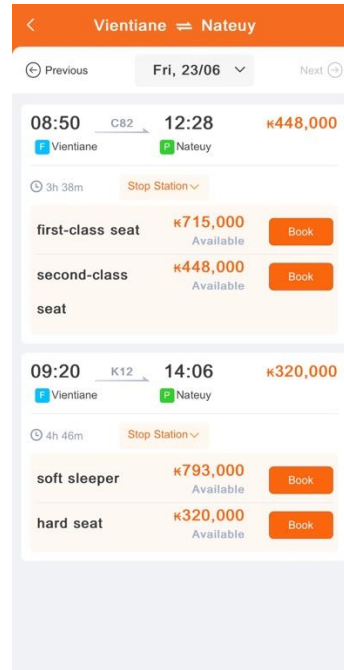 Vientiane ⇌ Nateuy
Previous Fri, 23/06 Next
08:50 C82 12:28 ₭448,000
F Vientiane P Nateuy
3h 38m Stop Station
first-class seat ₭715,000 Book
Available
second-class ₭448,000 Book
seat Available
09:20 K12 14:06 ₭320,000
F Vientiane P Nateuy
4h 46m Stop Station
soft sleeper ₭793,000 Book
Available
hard seat ₭320,000 Book
Available